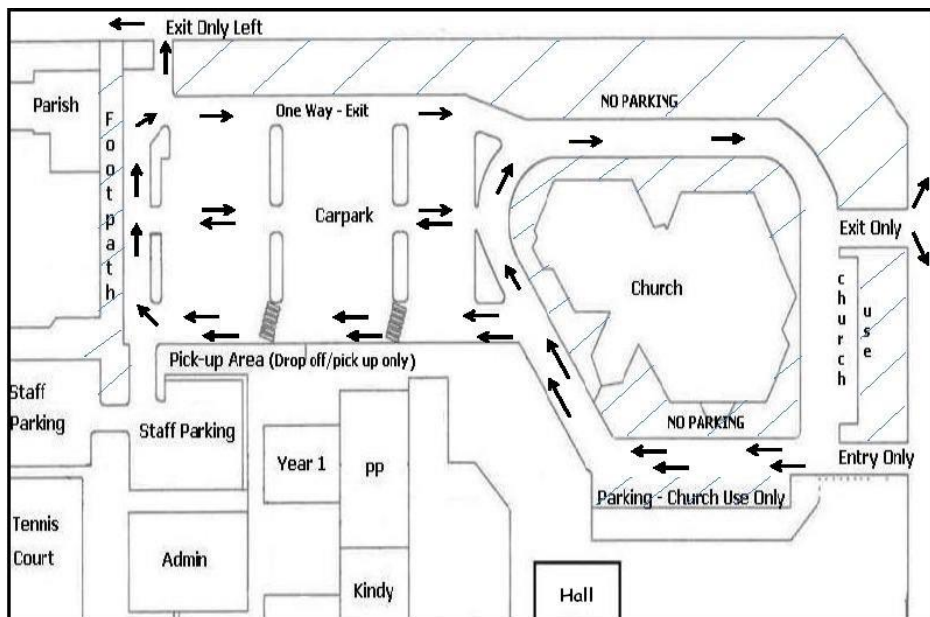 Exit Only Left
NO PARKING
Parish
One Way - Exit
Footpath
Carpark
Exit Only
Church
church
use
Pick-up Area (Drop off/pick up only)
Staff
Parking
Staff Parking
NO PARKING
Year 1
pp
Entry Only
Parking - Church Use Only
Tennis
Court
Admin
Kindy
Hall